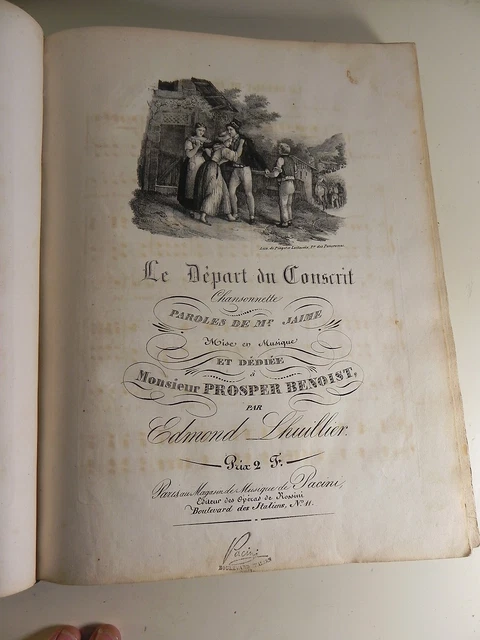 Le Départ du Conscrit
Chansonnette
PAROLES DE Mr. JAIME
Mise en Musique
ET DÉDIÉE
à
Monsieur PROSPER BENOIST,
PAR
Edmond Lhuillier.
Prix 2 F.
Paris au Magasin de Musique de Pacini,
Editeur des Opéras de Rossini
Boulevard des Italiens, No. 11.
Pacini